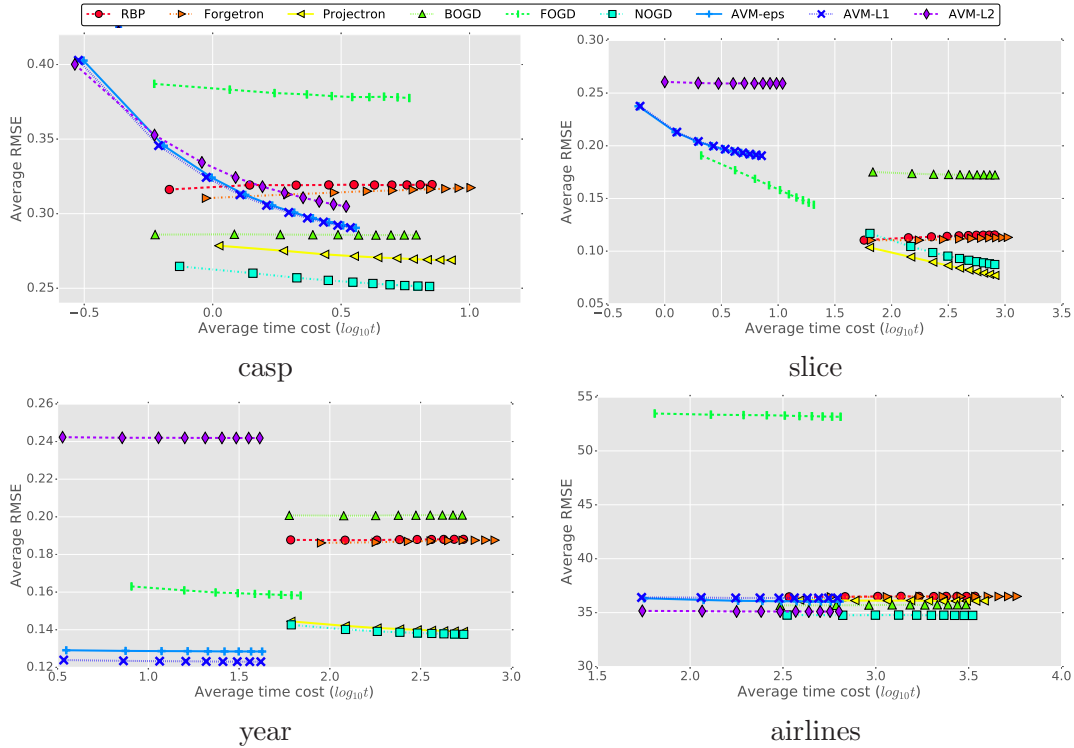 RBP Forgetron Projectron BOGD FOGD NOGD AVM-eps AVM-L1 AVM-L2
0.40
0.35
0.30
0.25
Average RMSE
−0.5 0.0 0.5 1.0
Average time cost (log10t)
casp
0.30
0.25
0.20
0.15
0.10
0.05
Average RMSE
−0.5 0.0 0.5 1.0 1.5 2.0 2.5 3.0 3.5
Average time cost (log10t)
slice
0.26
0.24
0.22
0.20
0.18
0.16
0.14
0.12
Average RMSE
0.5 1.0 1.5 2.0 2.5 3.0
Average time cost (log10t)
year
55
50
45
40
35
30
Average RMSE
1.5 2.0 2.5 3.0 3.5 4.0
Average time cost (log10t)
airlines